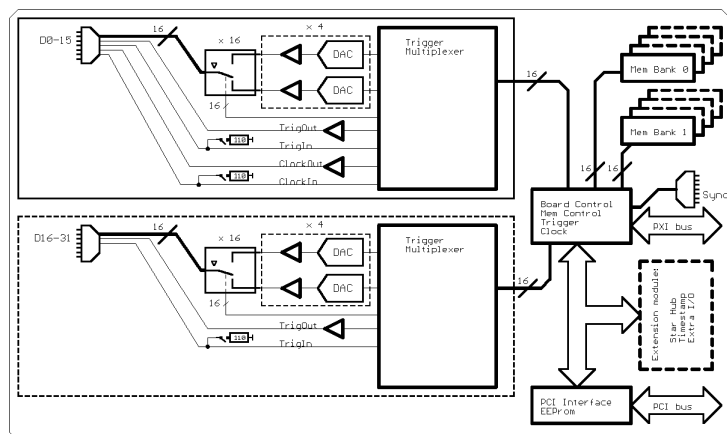 D0-15
16
× 16
16
× 4
DAC
DAC
TrigOut
110
TrigIn
ClockOut
110
ClockIn
Trigger
Multiplexer
16
Mem Bank 0
Mem Bank 1
16
16
Sync
Board Control
Mem Control
Trigger
Clock
PXI bus
D16-31
16
× 16
16
× 4
DAC
DAC
TrigOut
110
TrigIn
Trigger
Multiplexer
16
Extension module:
Star Hub
Timestamp
Extra I/O
PCI Interface
EEProm
PCI bus